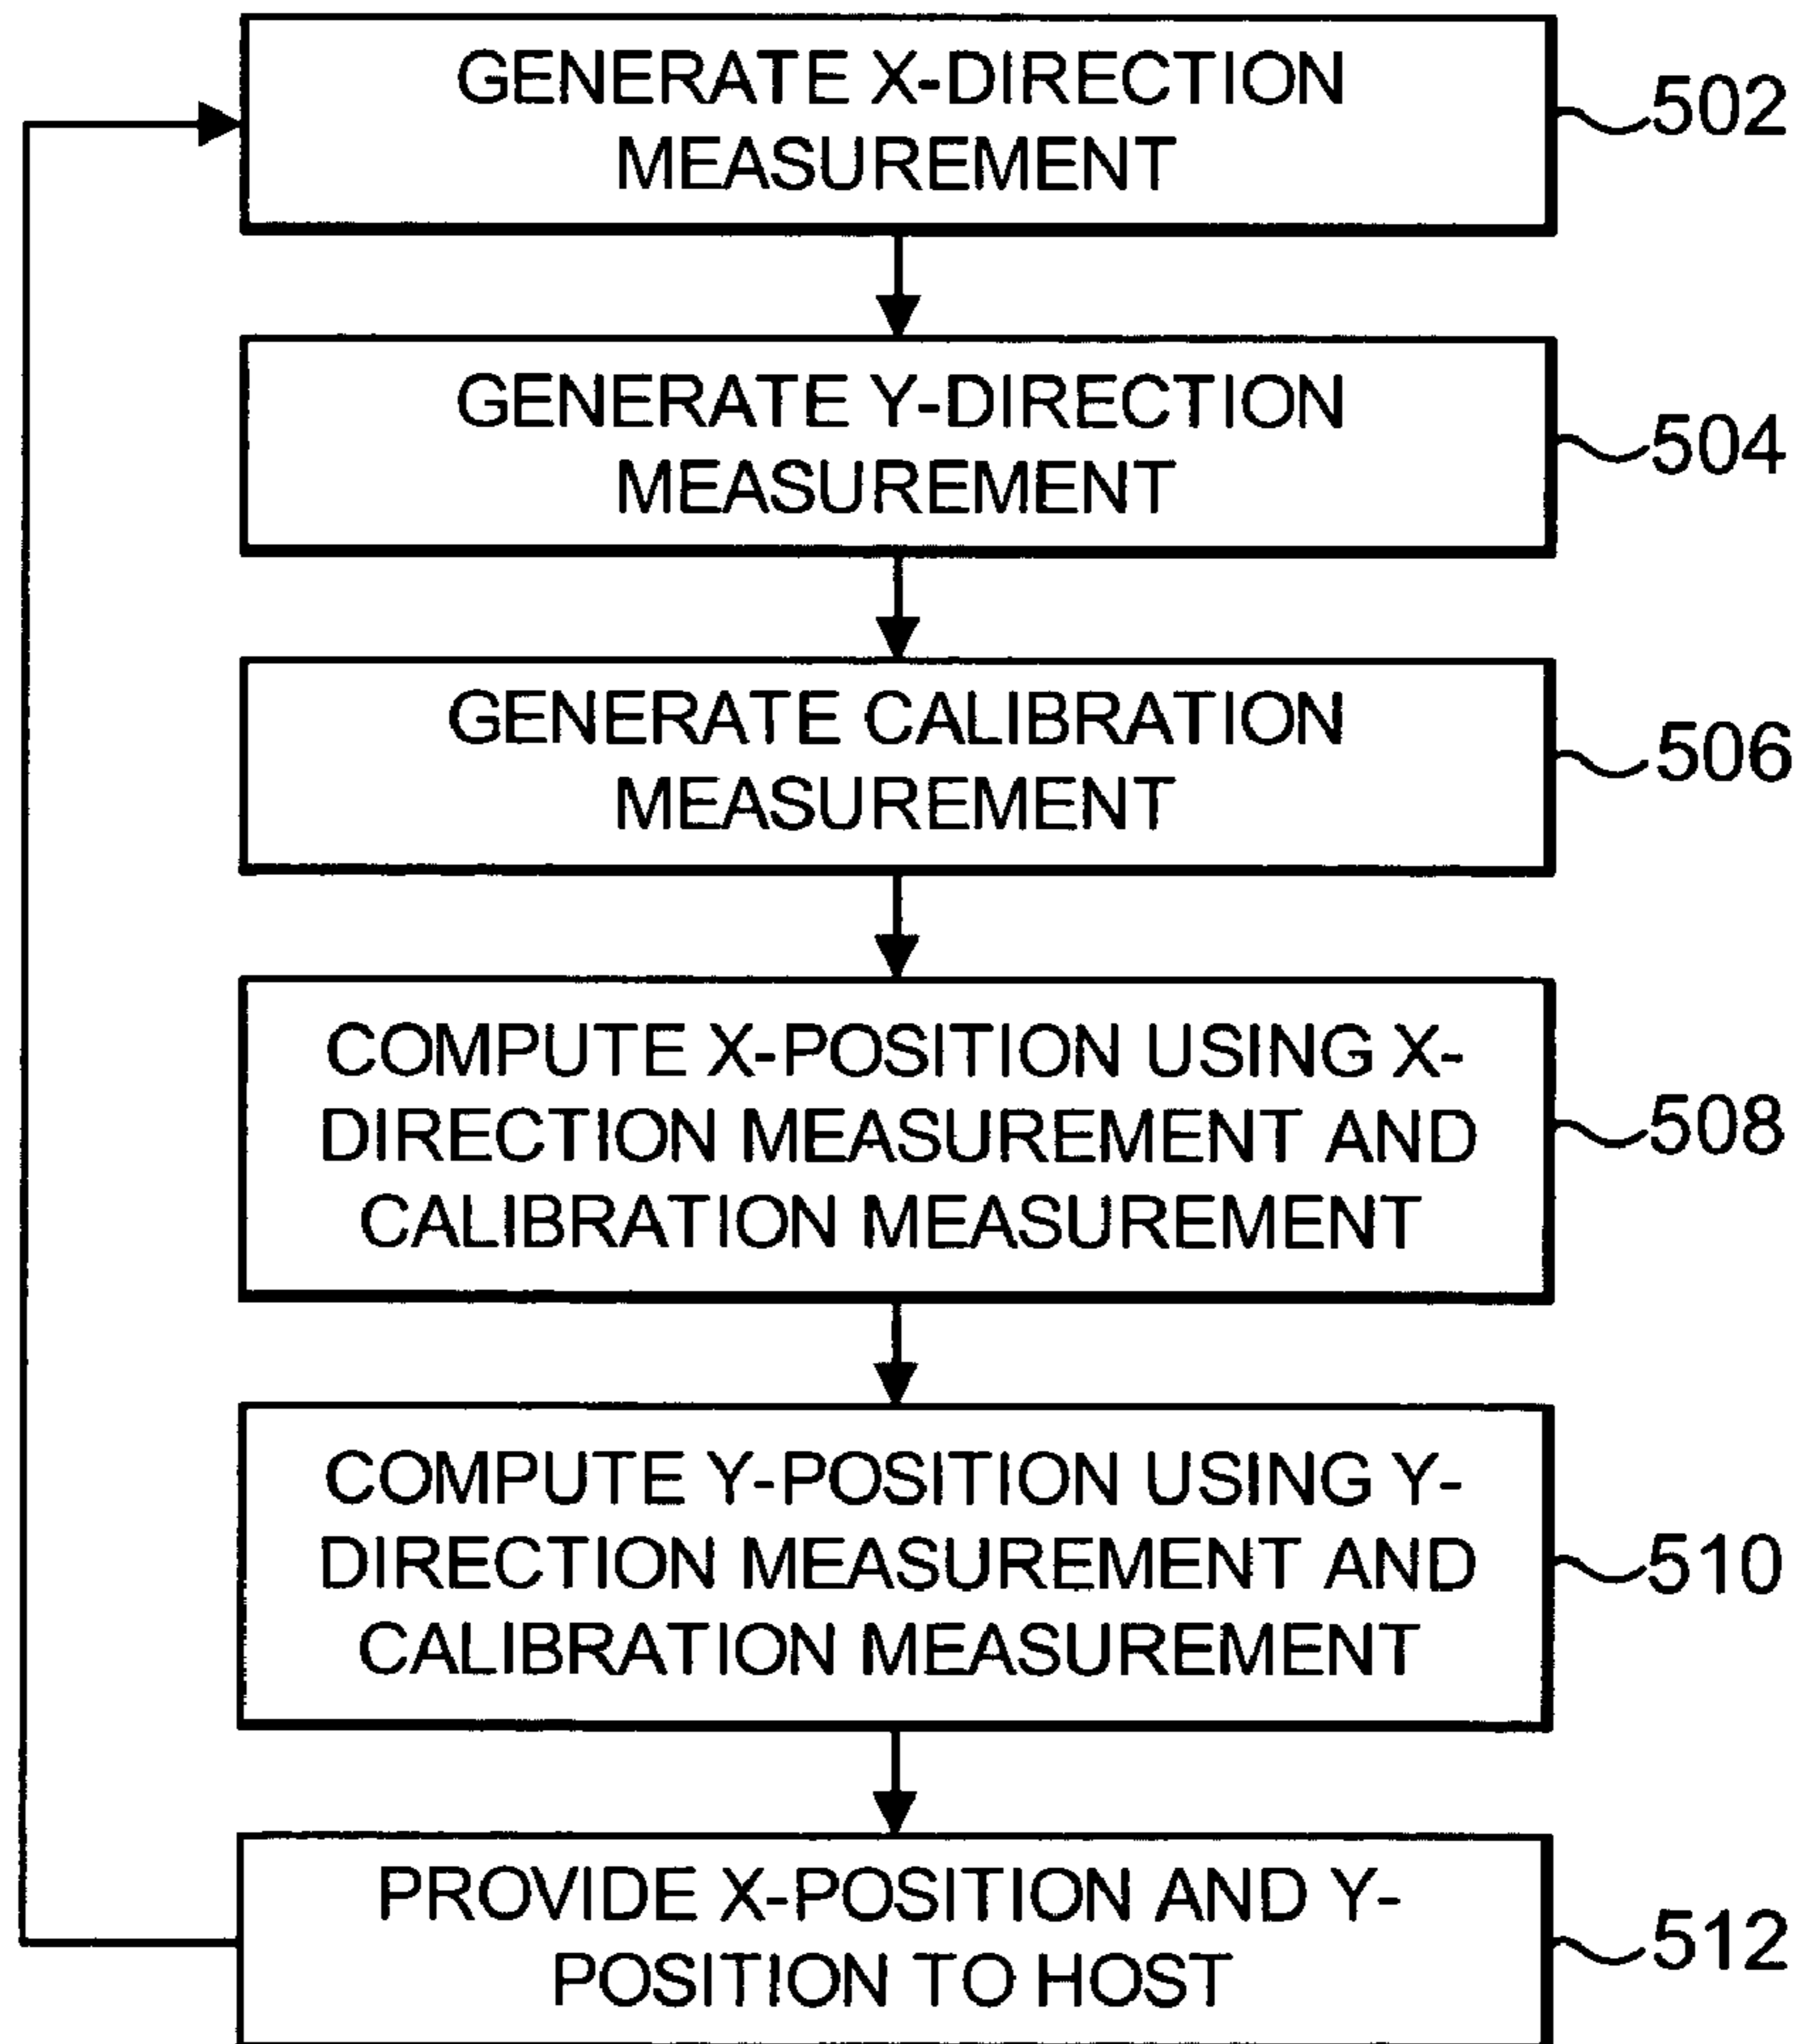 GENERATE X-DIRECTION
MEASUREMENT
502
GENERATE Y-DIRECTION
MEASUREMENT
504
GENERATE CALIBRATION
MEASUREMENT
506
COMPUTE X-POSITION USING X-
DIRECTION MEASUREMENT AND
CALIBRATION MEASUREMENT
508
COMPUTE Y-POSITION USING Y-
DIRECTION MEASUREMENT AND
CALIBRATION MEASUREMENT
510
PROVIDE X-POSITION AND Y-
POSITION TO HOST
512